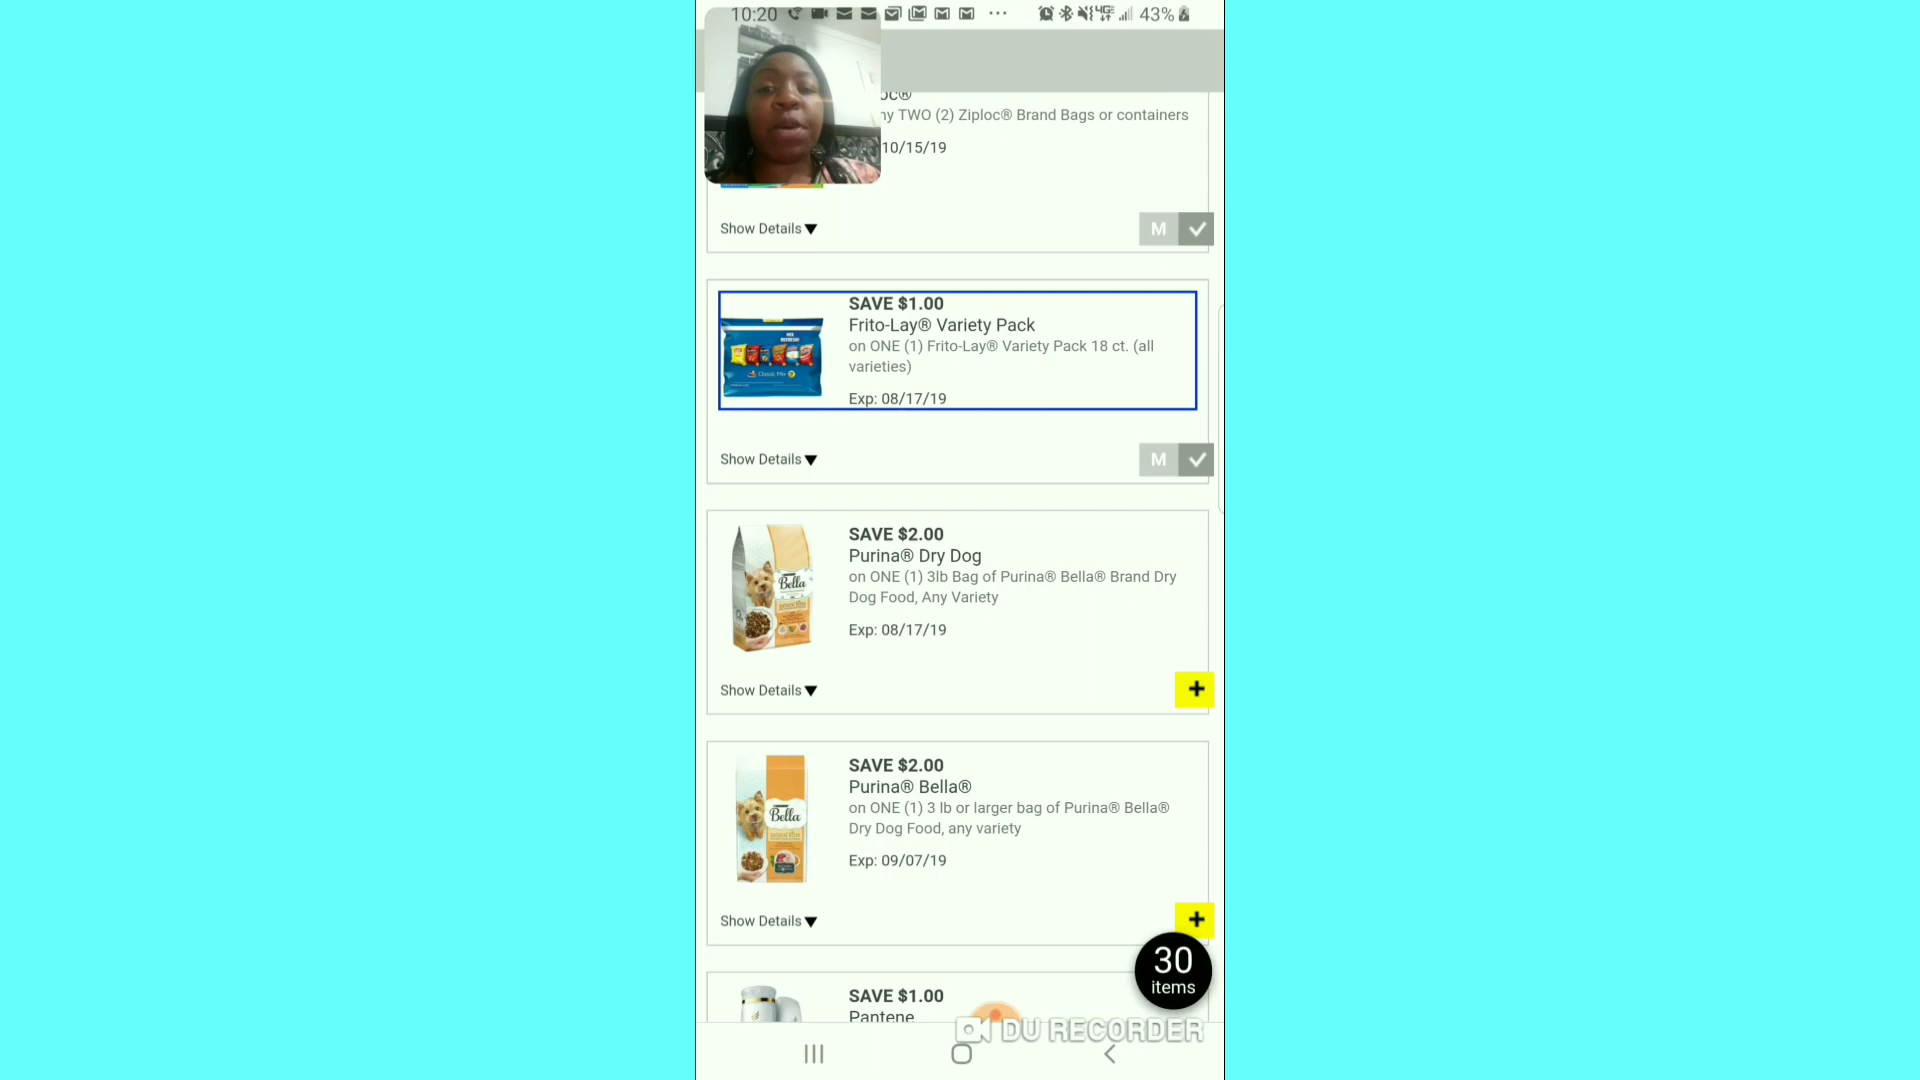 10:20
43%
ny TWO (2) Ziploc® Brand Bags or containers
10/15/19
Show Details
M
SAVE $1.00
Frito-Lay® Variety Pack
on ONE (1) Frito-Lay® Variety Pack 18 ct. (all
varieties)
Exp: 08/17/19
Classic Mix
Show Details
M
SAVE $2.00
Purina® Dry Dog
on ONE (1) 3lb Bag of Purina® Bella® Brand Dry
Dog Food, Any Variety
Exp: 08/17/19
Bella
Show Details
+
SAVE $2.00
Purina® Bella®
on ONE (1) 3 lb or larger bag of Purina® Bella®
Dry Dog Food, any variety
Exp: 09/07/19
Bella
Show Details
+
30
items
SAVE $1.00
Pantene
DU RECORDER